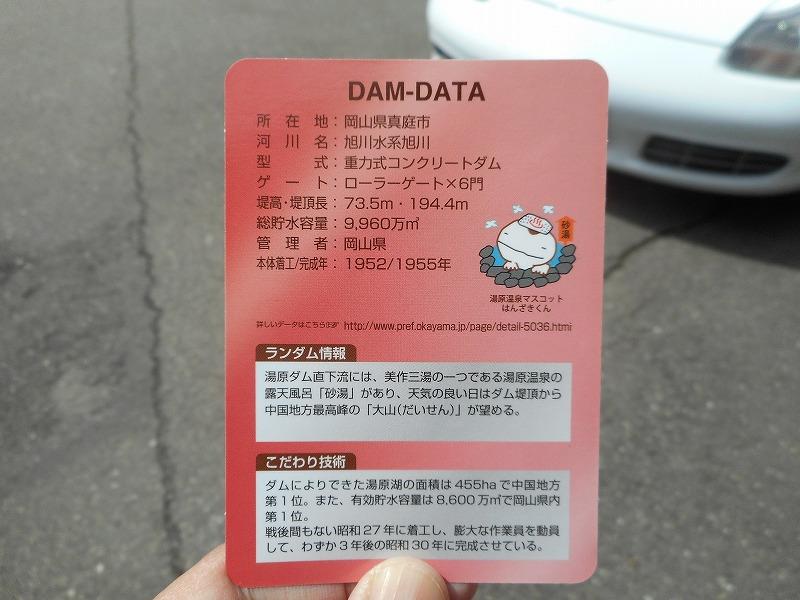 DAM-DATA
所在地：岡山県真庭市
河川名：旭川水系旭川
型式：重力式コンクリートダム
ゲート：ローラーゲート×6門
堤高・堤頂長：73.5m・194.4m
総貯水容量：9,960万㎥
管理者：岡山県
本体着工/完成年：1952/1955年
砂湯
湯原温泉マスコット
はんざきくん
詳しいデータはこちら☞ http://www.pref.okayama.jp/page/detail-5036.html
ランダム情報
湯原ダム直下流には、美作三湯の一つである湯原温泉の
露天風呂「砂湯」があり、天気の良い日はダム堤頂から
中国地方最高峰の「大山(だいせん)」が望める。
こだわり技術
ダムによりできた湯原湖の面積は455haで中国地方
第1位。また、有効貯水容量は8,600万㎥で岡山県内
第1位。
戦後間もない昭和27年に着工し、膨大な作業員を動員
して、わずか3年後の昭和30年に完成させている。